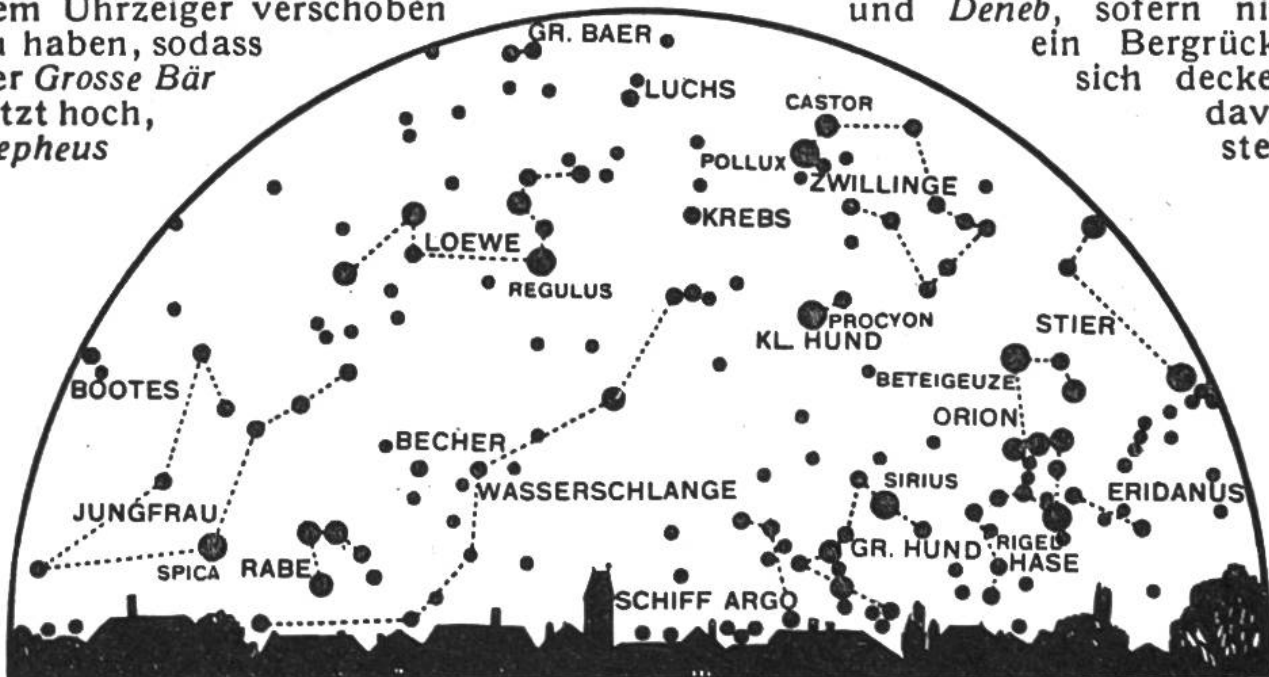 em Uhrzeiger verschoben
haben, sodass
er Grosse Bär
tzt hoch,
epheus
und Deneb, sofern ni
ein Bergrück
sich decke
dav
ste
GR. BAER
LUCHS
CASTOR
POLLUX
ZWILLINGE
KREBS
LOEWE
REGULUS
PROCYON
KL. HUND
STIER
BOOTES
BETEIGEUZE
ORION
BECHER
WASSERSCHLANGE
SIRIUS
ERIDANUS
JUNGFRAU
SPICA
RABE
GR. HUND
RIGEL
HASE
SCHIFF ARGO